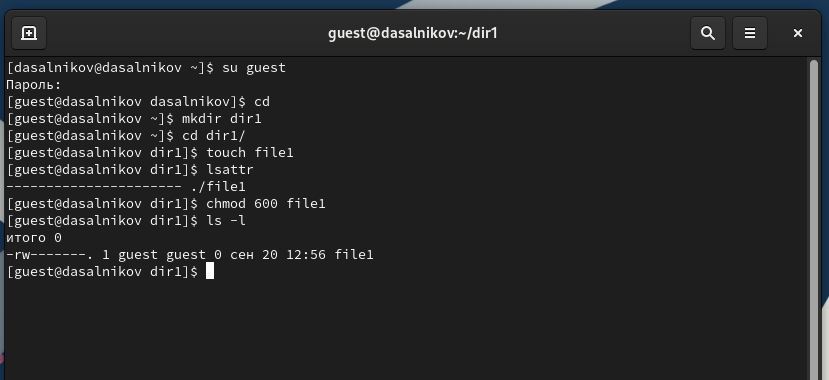 guest@dasalnikov:~/dir1
[dasalnikov@dasalnikov ~]$ su guest
Пароль:
[guest@dasalnikov dasalnikov]$ cd
[guest@dasalnikov ~]$ mkdir dir1
[guest@dasalnikov ~]$ cd dir1/
[guest@dasalnikov dir1]$ touch file1
[guest@dasalnikov dir1]$ lsattr
---------------------- ./file1
[guest@dasalnikov dir1]$ chmod 600 file1
[guest@dasalnikov dir1]$ ls -l
итого 0
-rw-------. 1 guest guest 0 сен 20 12:56 file1
[guest@dasalnikov dir1]$